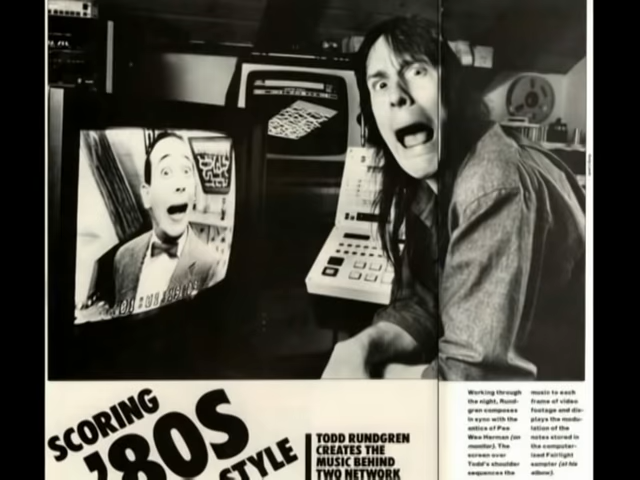 SCORING
'80S
STYLE
TODD RUNDGREN
CREATES THE
MUSIC BEHIND
TWO NETWORK
Working through
the night, Rund-
gren composes
in sync with the
antics of Pee
Wee Herman (on
monitor). The
screen over
Todd's shoulder
sequences the
music to each
frame of video
footage and dis-
plays the modu-
lation of the
notes stored in
the computer-
ized Fairlight
sampler (at his
elbow).